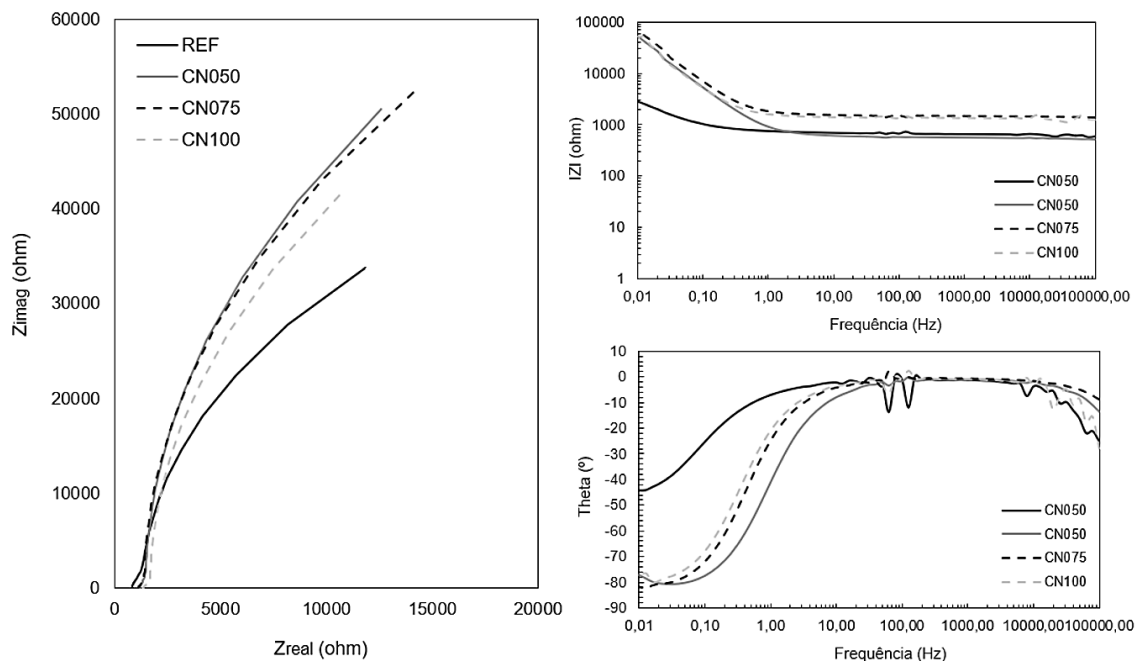 60000
50000
40000
30000
20000
10000
0
Zimag (ohm)
REF
CN050
CN075
CN100
0 5000 10000 15000 20000
Zreal (ohm)
100000
10000
1000
100
10
1
IZI (ohm)
CN050
CN050
CN075
CN100
0,01 0,10 1,00 10,00 100,00 1000,00 10000,00100000,00
Frequência (Hz)
10
0
-10
-20
-30
-40
-50
-60
-70
-80
-90
Theta (º)
CN050
CN050
CN075
CN100
0,01 0,10 1,00 10,00 100,00 1000,00 10000,00100000,00
Frequência (Hz)